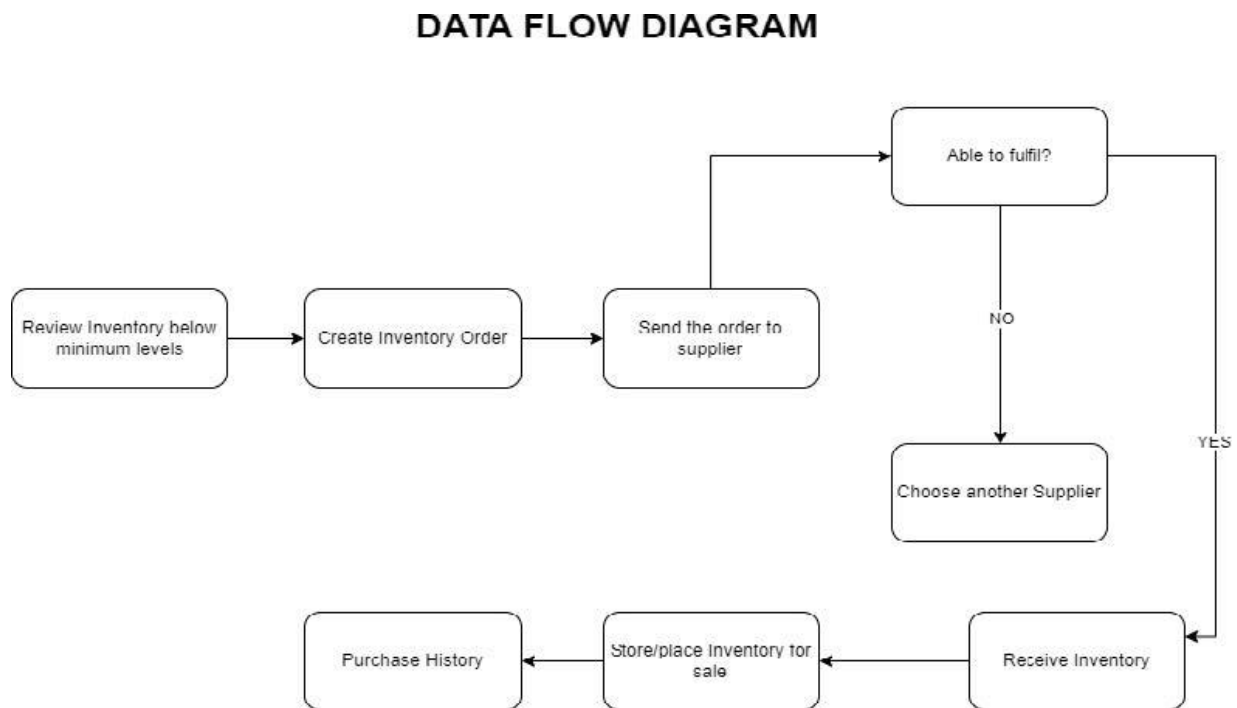 DATA FLOW DIAGRAM
Able to fulfil?
Review Inventory below
minimum levels
Create Inventory Order
Send the order to
supplier
NO
YES
Choose another Supplier
Purchase History
Store/place Inventory for
sale
Receive Inventory